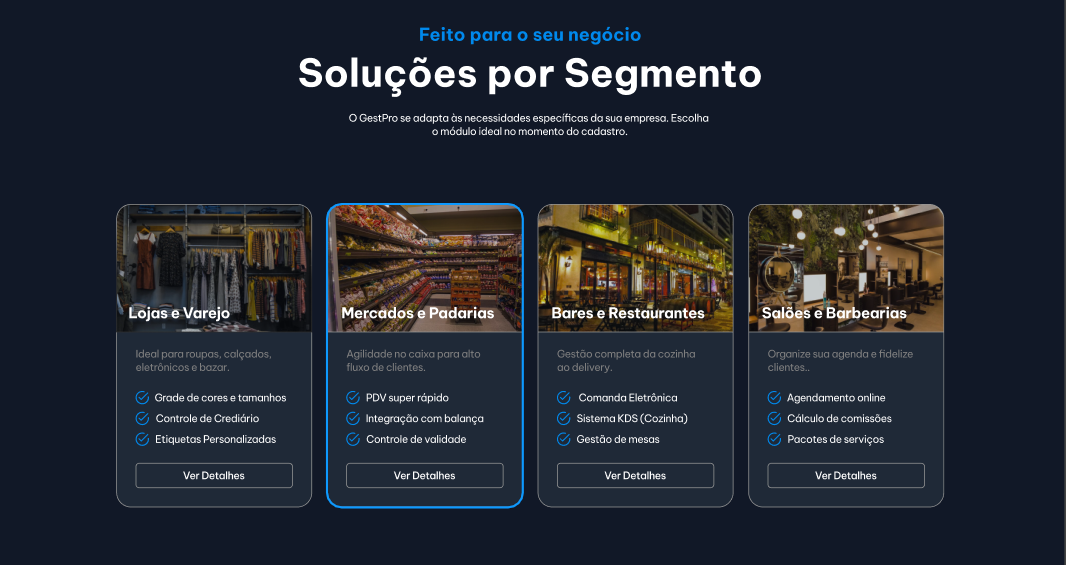 Feito para o seu negócio
Soluções por Segmento
O GestPro se adapta às necessidades específicas da sua empresa. Escolha
o módulo ideal no momento do cadastro.
Lojas e Varejo
Ideal para roupas, calçados,
eletrônicos e bazar.
Grade de cores e tamanhos
Controle de Crediário
Etiquetas Personalizadas
Ver Detalhes
Mercados e Padarias
Agilidade no caixa para alto
fluxo de clientes.
PDV super rápido
Integração com balança
Controle de validade
Ver Detalhes
Bares e Restaurantes
Gestão completa da cozinha
ao delivery.
Comanda Eletrônica
Sistema KDS (Cozinha)
Gestão de mesas
Ver Detalhes
Salões e Barbearias
Organize sua agenda e fidelize
clientes..
Agendamento online
Cálculo de comissões
Pacotes de serviços
Ver Detalhes